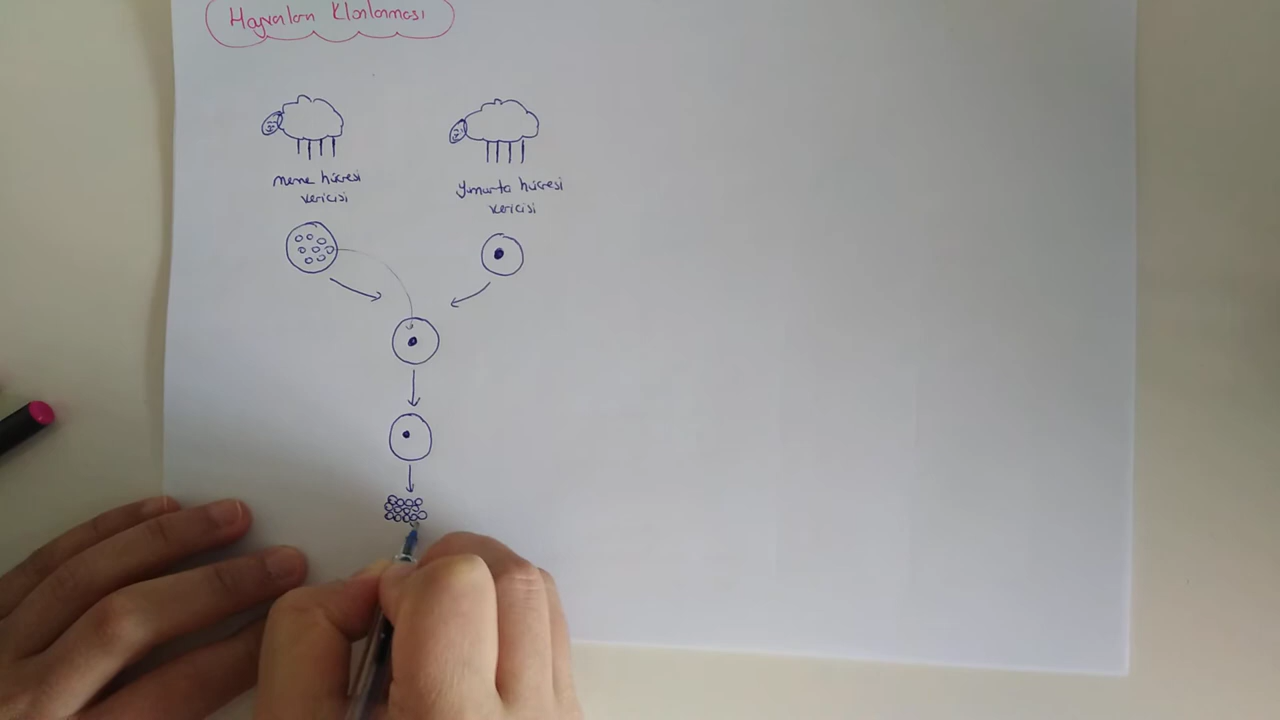 Hayvanların Klonlanması
meme hücresi
vericisi
yumurta hücresi
vericisi